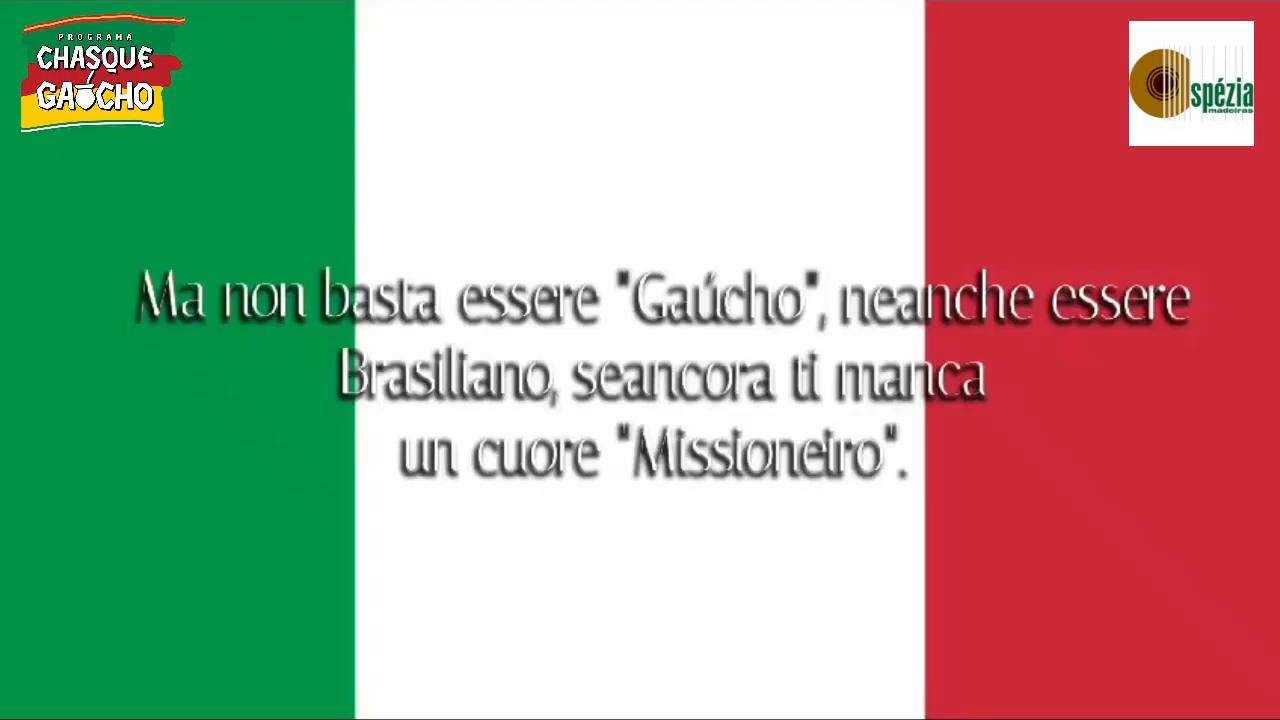 PROGRAMA
CHASQUE
GAÚCHO
spézia
madeiras
Ma non basta essere "Gaúcho", neanche essere
Brasiliano, seancora ti manca
un cuore "Missioneiro".